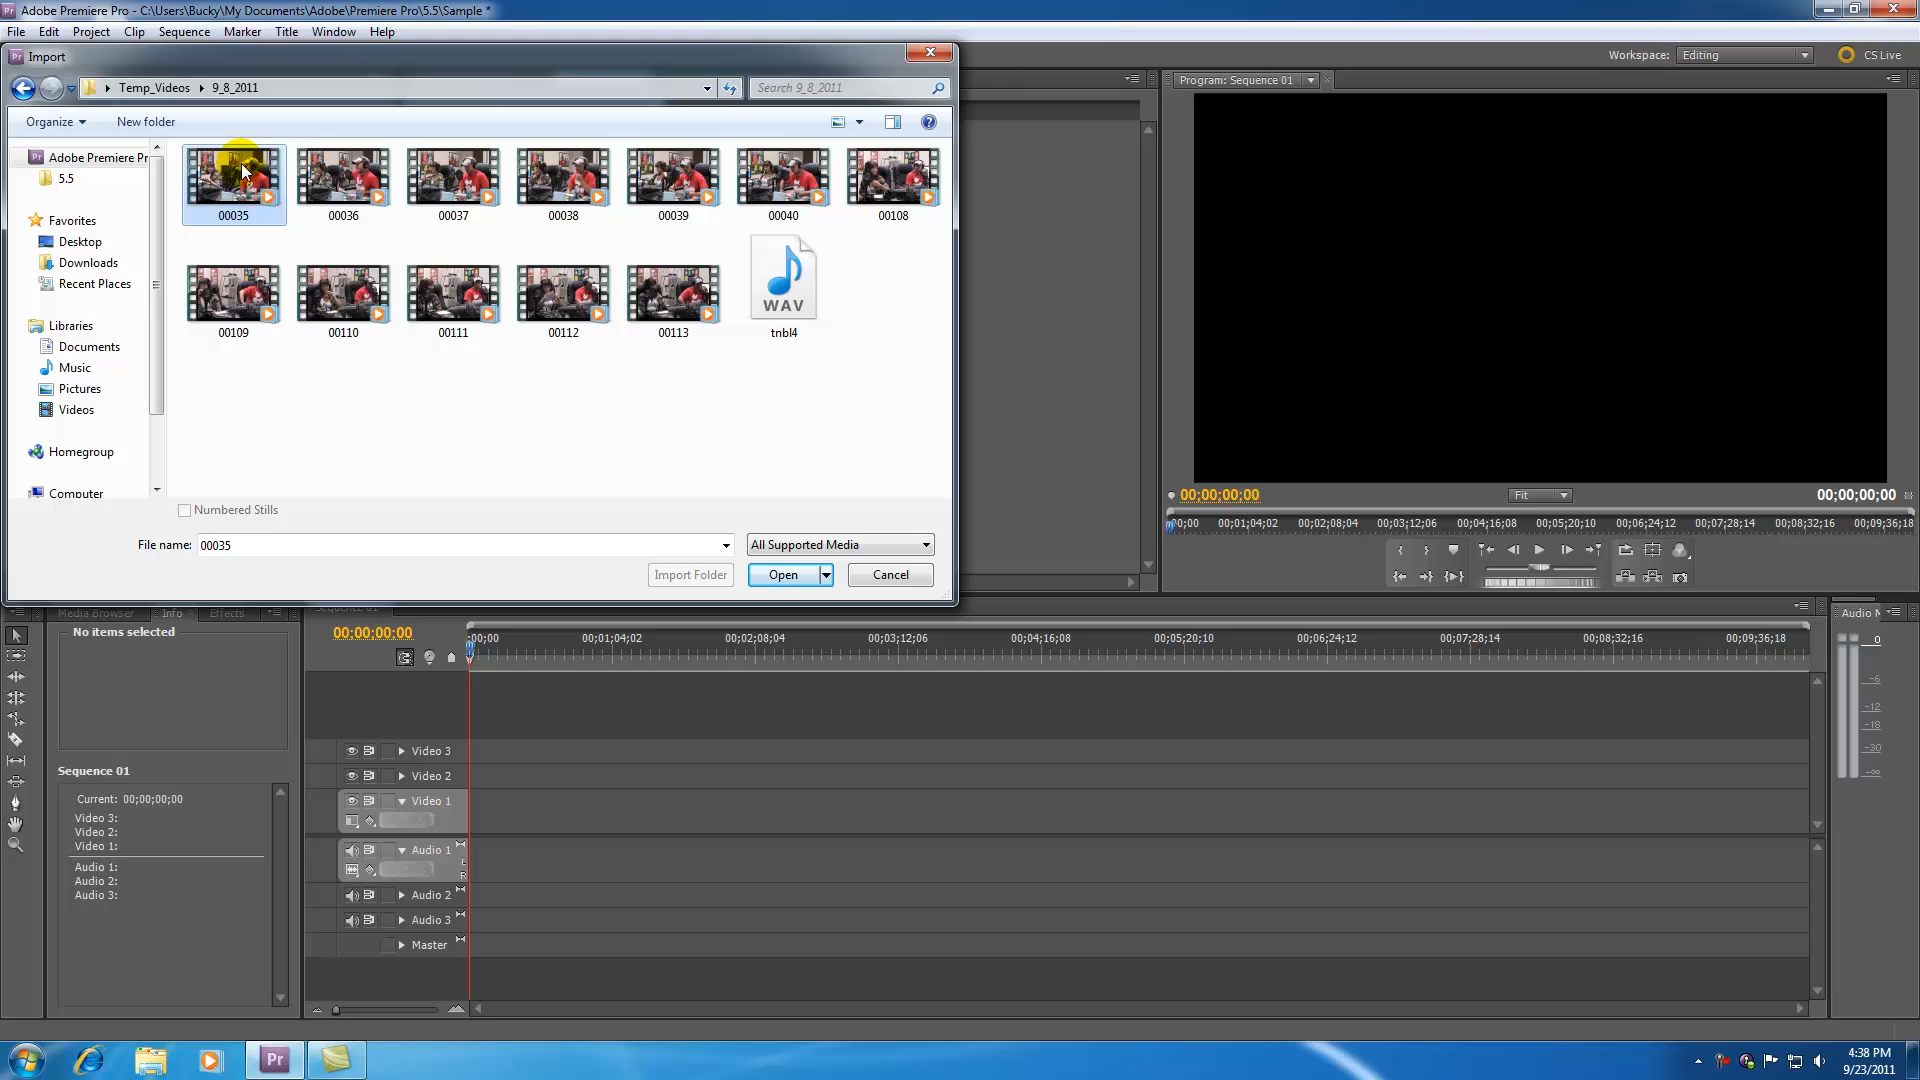 Adobe Premiere Pro - C:\Users\Bucky\My Documents\Adobe\Premiere Pro\5.5\Sample *
File Edit Project Clip Sequence Marker Title Window Help
Import
Workspace: Editing CS Live
Temp_Videos 9_8_2011 Search 9_8_2011
Program: Sequence 01
Organize New folder
Adobe Premiere Pr
5.5
Favorites
Desktop
Downloads
Recent Places
Libraries
Documents
Music
Pictures
Videos
Homegroup
Computer
00035 00036 00037 00038 00039 00040 00108
WAV
00109 00110 00111 00112 00113 tnbl4
Numbered Stills
File name: 00035 All Supported Media
Import Folder Open Cancel
00;00;00;00 Fit 00;00;00;00
00;00 00;01;04;02 00;02;08;04 00;03;12;06 00;04;16;08 00;05;20;10 00;06;24;12 00;07;28;14 00;08;32;16 00;09;36;18
Media Browser Info Effects
Sequence 01
No items selected
00;00;00;00
;00;00 00;01;04;02 00;02;08;04 00;03;12;06 00;04;16;08 00;05;20;10 00;06;24;12 00;07;28;14 00;08;32;16 00;09;36;18
Sequence 01
Current: 00;00;00;00
Video 3:
Video 2:
Video 1:
Audio 1:
Audio 2:
Audio 3:
Video 3
Video 2
Video 1
Audio 1
L
R
Audio 2
Audio 3
Master
Audio
0
-6
-12
-18
-30
-∞
Pr
4:38 PM
9/23/2011